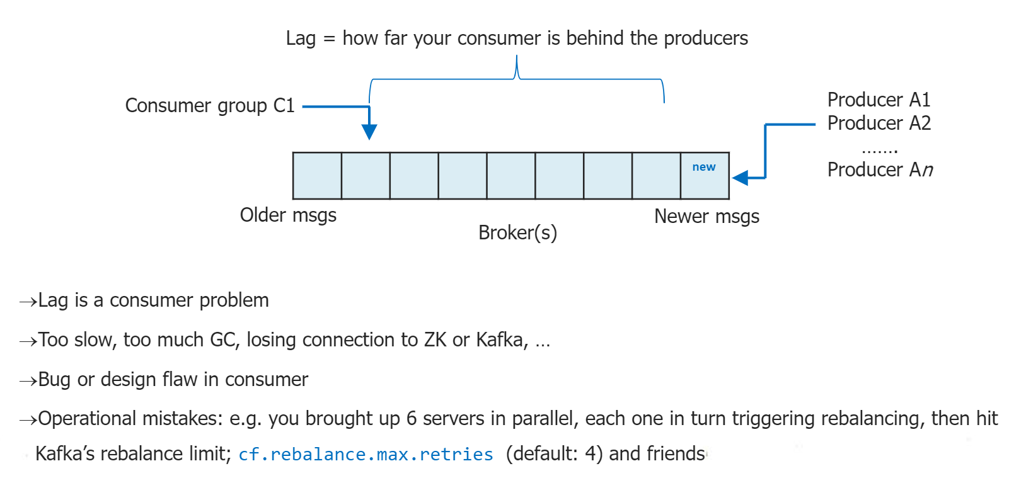 Lag = how far your consumer is behind the producers
Consumer group C1
Producer A1
Producer A2
.......
Producer An
new
Older msgs
Newer msgs
Broker(s)
→Lag is a consumer problem
→Too slow, too much GC, losing connection to ZK or Kafka, ...
→Bug or design flaw in consumer
→Operational mistakes: e.g. you brought up 6 servers in parallel, each one in turn triggering rebalancing, then hit
Kafka’s rebalance limit; cf.rebalance.max.retries (default: 4) and friends